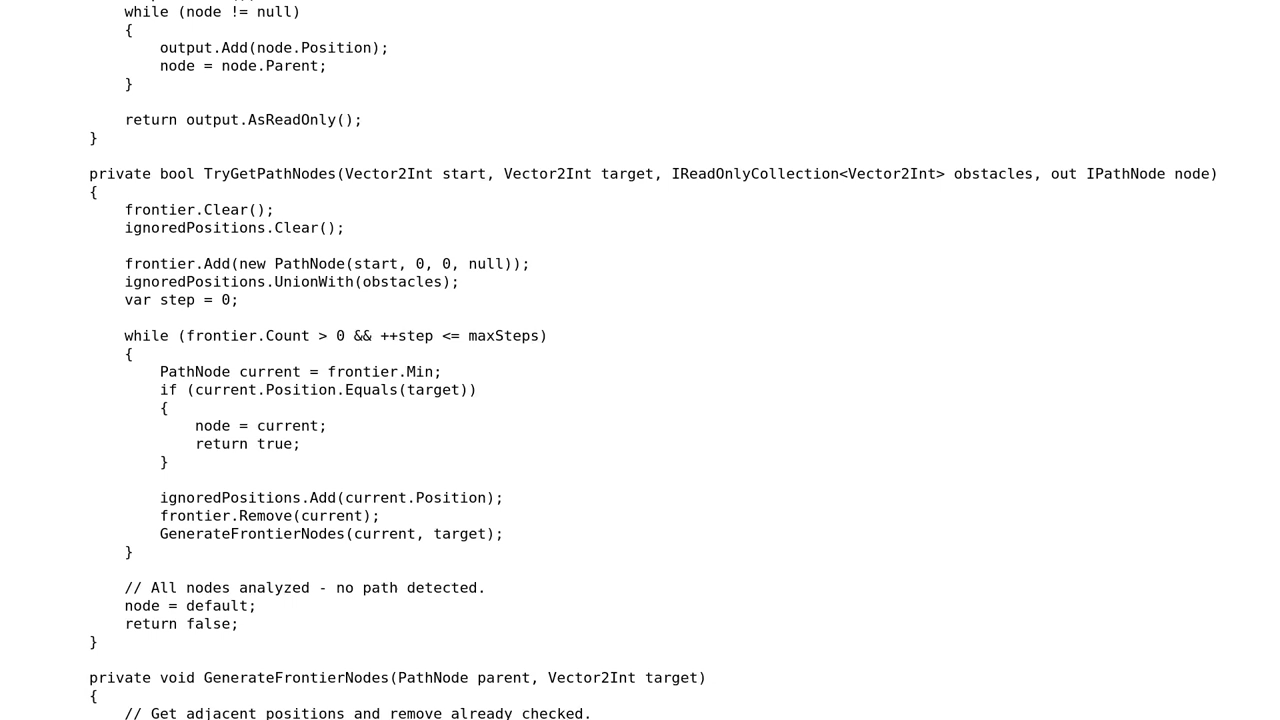 while (node != null)
{
output.Add(node.Position);
node = node.Parent;
}
return output.AsReadOnly();
}
private bool TryGetPathNodes(Vector2Int start, Vector2Int target, IReadOnlyCollection<Vector2Int> obstacles, out IPathNode node)
{
frontier.Clear();
ignoredPositions.Clear();
frontier.Add(new PathNode(start, 0, 0, null));
ignoredPositions.UnionWith(obstacles);
var step = 0;
while (frontier.Count > 0 && ++step <= maxSteps)
{
PathNode current = frontier.Min;
if (current.Position.Equals(target))
{
node = current;
return true;
}
ignoredPositions.Add(current.Position);
frontier.Remove(current);
GenerateFrontierNodes(current, target);
}
// All nodes analyzed - no path detected.
node = default;
return false;
}
private void GenerateFrontierNodes(PathNode parent, Vector2Int target)
{
// Get adjacent positions and remove already checked.